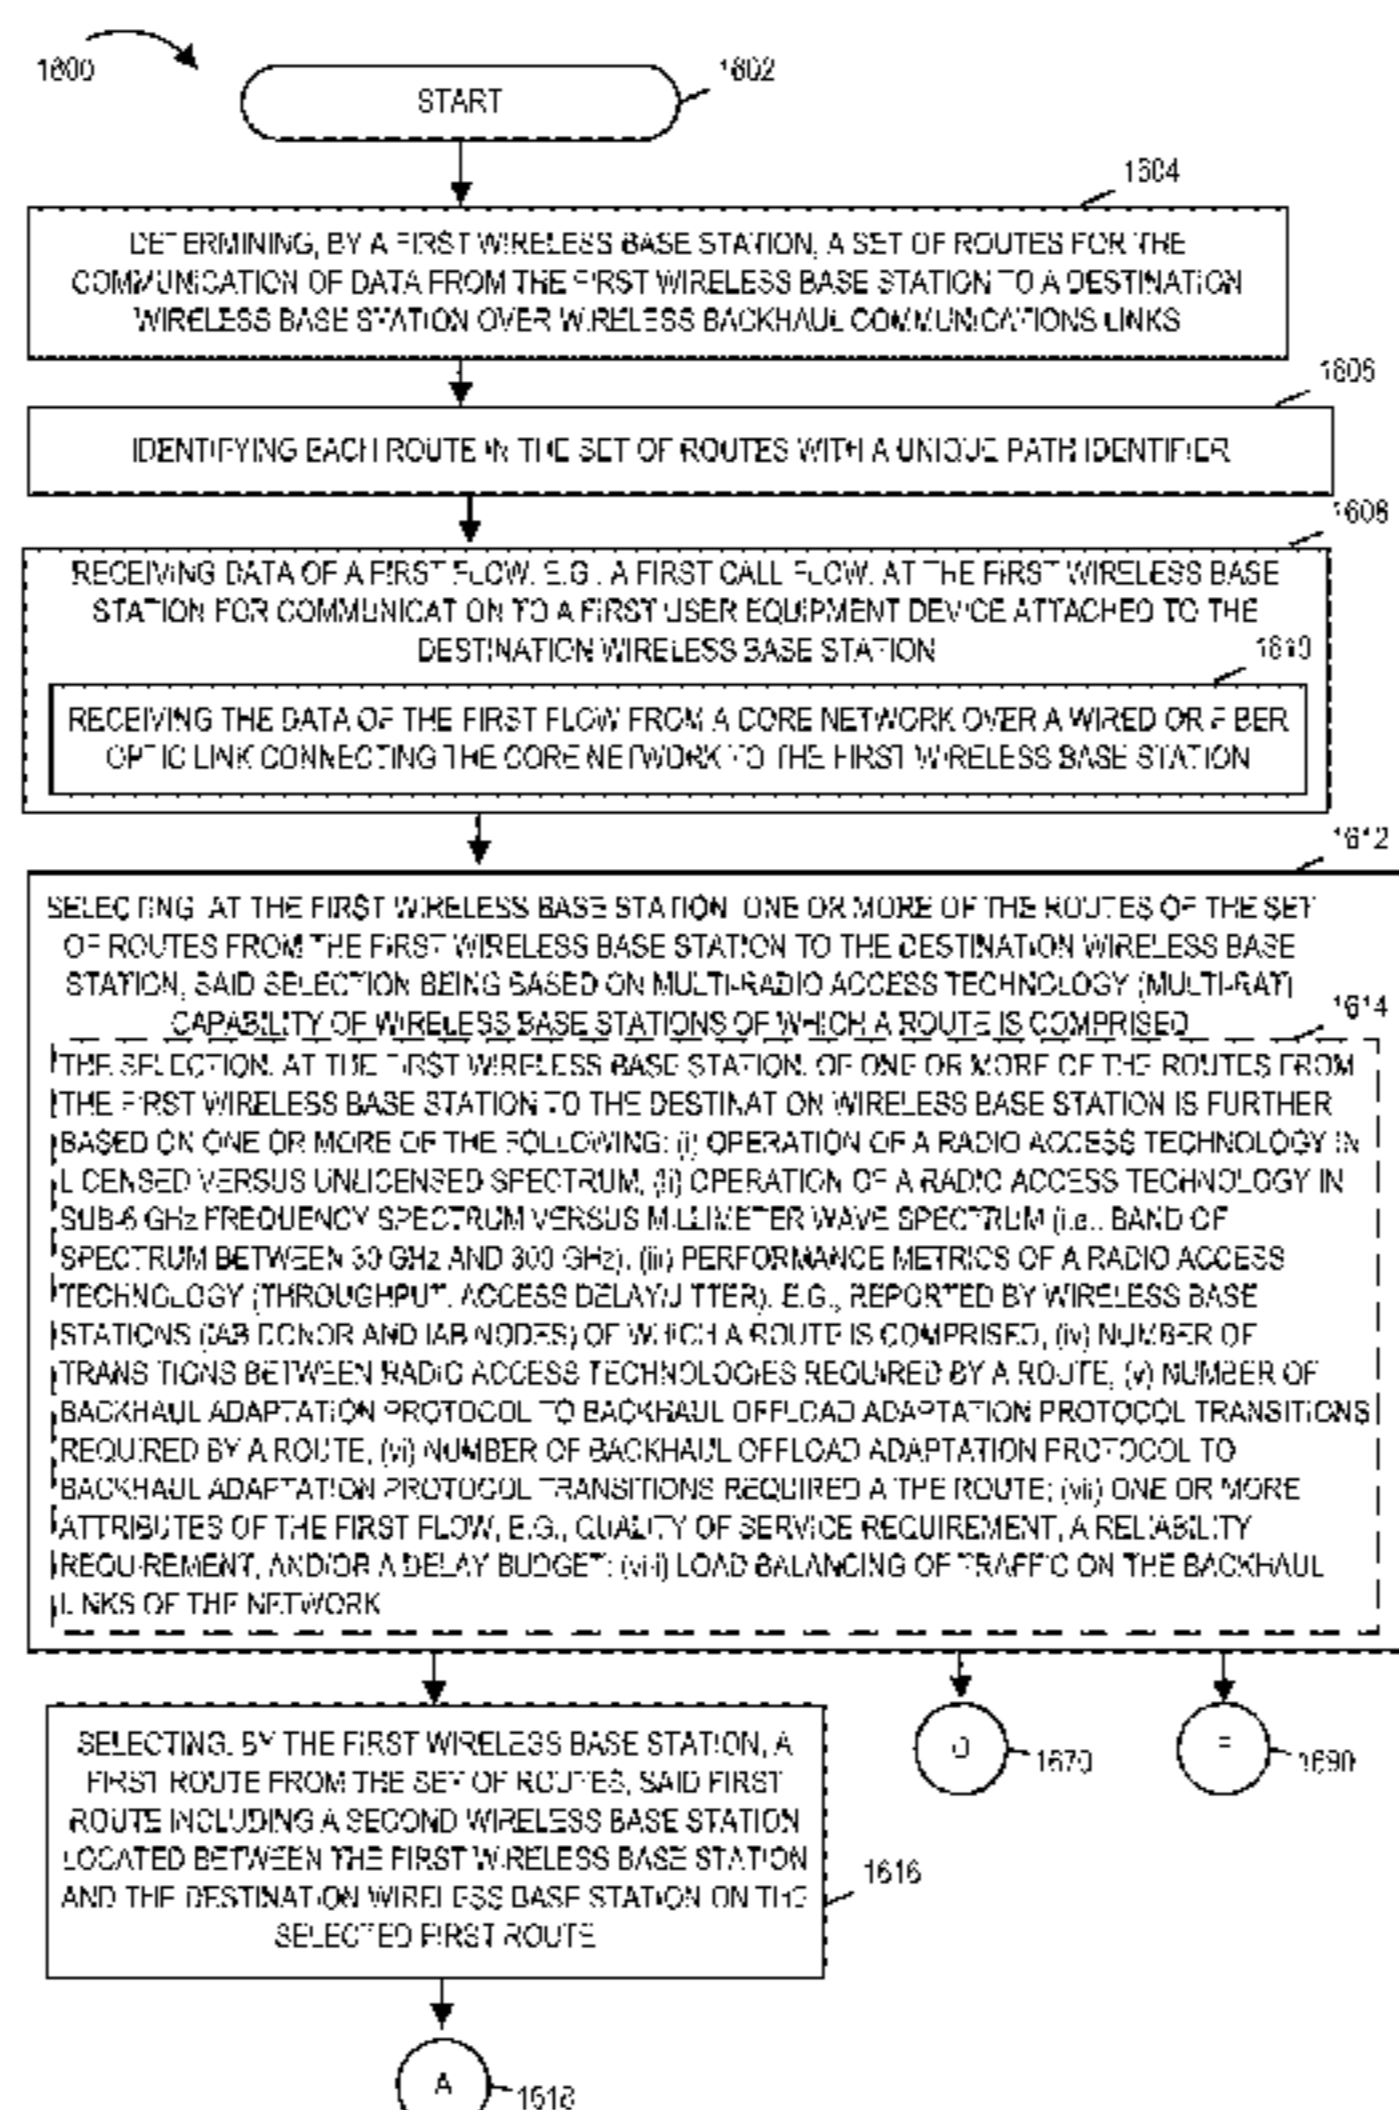 1600
START
1602
1604
DETERMINING, BY A FIRST WIRELESS BASE STATION, A SET OF ROUTES FOR THE
COMMUNICATION OF DATA FROM THE FIRST WIRELESS BASE STATION TO A DESTINATION
WIRELESS BASE STATION OVER WIRELESS BACKHAUL COMMUNICATIONS LINKS
1606
IDENTIFYING EACH ROUTE IN THE SET OF ROUTES WITH A UNIQUE PATH IDENTIFIER
1608
RECEIVING DATA OF A FIRST FLOW, E.G., A FIRST CALL FLOW, AT THE FIRST WIRELESS BASE
STATION FOR COMMUNICATION TO A FIRST USER EQUIPMENT DEVICE ATTACHED TO THE
DESTINATION WIRELESS BASE STATION
1610
RECEIVING THE DATA OF THE FIRST FLOW FROM A CORE NETWORK OVER A WIRED OR FIBER
OPTIC LINK CONNECTING THE CORE NETWORK TO THE FIRST WIRELESS BASE STATION
1612
SELECTING, AT THE FIRST WIRELESS BASE STATION, ONE OR MORE OF THE ROUTES OF THE SET
OF ROUTES FROM THE FIRST WIRELESS BASE STATION TO THE DESTINATION WIRELESS BASE
STATION, SAID SELECTION BEING BASED ON MULTI-RADIO ACCESS TECHNOLOGY (MULTI-RAT)
CAPABILITY OF WIRELESS BASE STATIONS OF WHICH A ROUTE IS COMPRISED
1614
THE SELECTION, AT THE FIRST WIRELESS BASE STATION, OF ONE OR MORE OF THE ROUTES FROM
THE FIRST WIRELESS BASE STATION TO THE DESTINATION WIRELESS BASE STATION IS FURTHER
BASED ON ONE OR MORE OF THE FOLLOWING: (i) OPERATION OF A RADIO ACCESS TECHNOLOGY IN
LICENSED VERSUS UNLICENSED SPECTRUM, (ii) OPERATION OF A RADIO ACCESS TECHNOLOGY IN
SUB-6 GHz FREQUENCY SPECTRUM VERSUS MILLIMETER WAVE SPECTRUM (i.e., BAND OF
SPECTRUM BETWEEN 30 GHz AND 300 GHz), (iii) PERFORMANCE METRICS OF A RADIO ACCESS
TECHNOLOGY (THROUGHPUT, ACCESS DELAY/JITTER), E.G., REPORTED BY WIRELESS BASE
STATIONS (IAB DONOR AND IAB NODES) OF WHICH A ROUTE IS COMPRISED, (iv) NUMBER OF
TRANSITIONS BETWEEN RADIO ACCESS TECHNOLOGIES REQUIRED BY A ROUTE, (v) NUMBER OF
BACKHAUL ADAPTATION PROTOCOL TO BACKHAUL OFFLOAD ADAPTATION PROTOCOL TRANSITIONS
REQUIRED BY A ROUTE, (vi) NUMBER OF BACKHAUL OFFLOAD ADAPTATION PROTOCOL TO
BACKHAUL ADAPTATION PROTOCOL TRANSITIONS REQUIRED A THE ROUTE; (vii) ONE OR MORE
ATTRIBUTES OF THE FIRST FLOW, E.G., QUALITY OF SERVICE REQUIREMENT, A RELIABILITY
REQUIREMENT, AND/OR A DELAY BUDGET; (viii) LOAD BALANCING OF TRAFFIC ON THE BACKHAUL
LINKS OF THE NETWORK
SELECTING, BY THE FIRST WIRELESS BASE STATION, A
FIRST ROUTE FROM THE SET OF ROUTES, SAID FIRST
ROUTE INCLUDING A SECOND WIRELESS BASE STATION
LOCATED BETWEEN THE FIRST WIRELESS BASE STATION
AND THE DESTINATION WIRELESS BASE STATION ON THE
SELECTED FIRST ROUTE
1616
1670
1690
A
1618